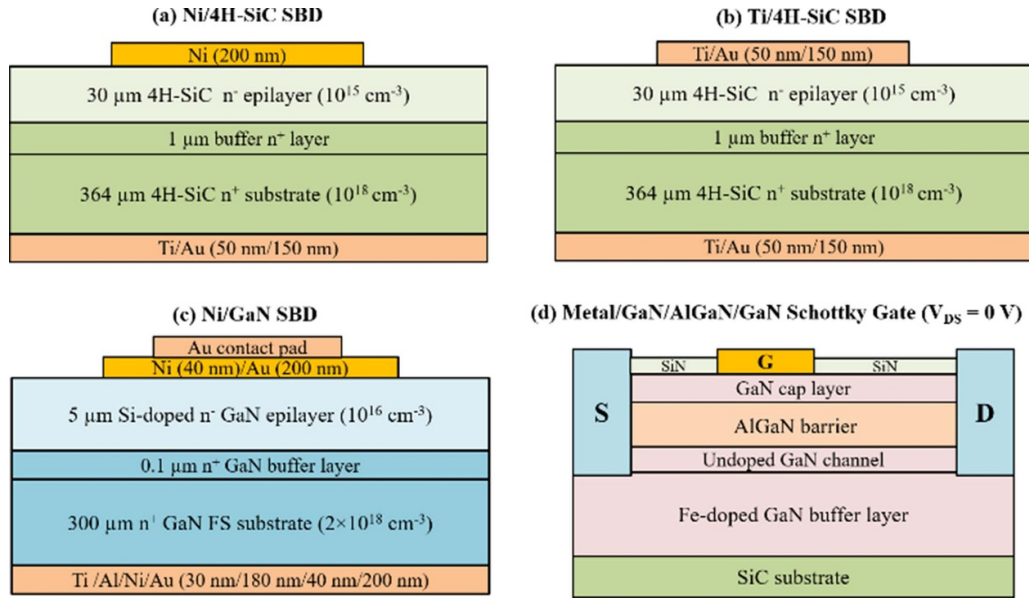 (a) Ni/4H-SiC SBD
Ni (200 nm)
30 µm 4H-SiC n⁻ epilayer (10¹⁵ cm⁻³)
1 µm buffer n⁺ layer
364 µm 4H-SiC n⁺ substrate (10¹⁸ cm⁻³)
Ti/Au (50 nm/150 nm)
(b) Ti/4H-SiC SBD
Ti/Au (50 nm/150 nm)
30 µm 4H-SiC n⁻ epilayer (10¹⁵ cm⁻³)
1 µm buffer n⁺ layer
364 µm 4H-SiC n⁺ substrate (10¹⁸ cm⁻³)
Ti/Au (50 nm/150 nm)
(c) Ni/GaN SBD
Au contact pad
Ni (40 nm)/Au (200 nm)
5 µm Si-doped n⁻ GaN epilayer (10¹⁶ cm⁻³)
0.1 µm n⁺ GaN buffer layer
300 µm n⁺ GaN FS substrate (2×10¹⁸ cm⁻³)
Ti /Al/Ni/Au (30 nm/180 nm/40 nm/200 nm)
(d) Metal/GaN/AlGaN/GaN Schottky Gate (V_DS = 0 V)
SiN G SiN
GaN cap layer
S AlGaN barrier D
Undoped GaN channel
Fe-doped GaN buffer layer
SiC substrate